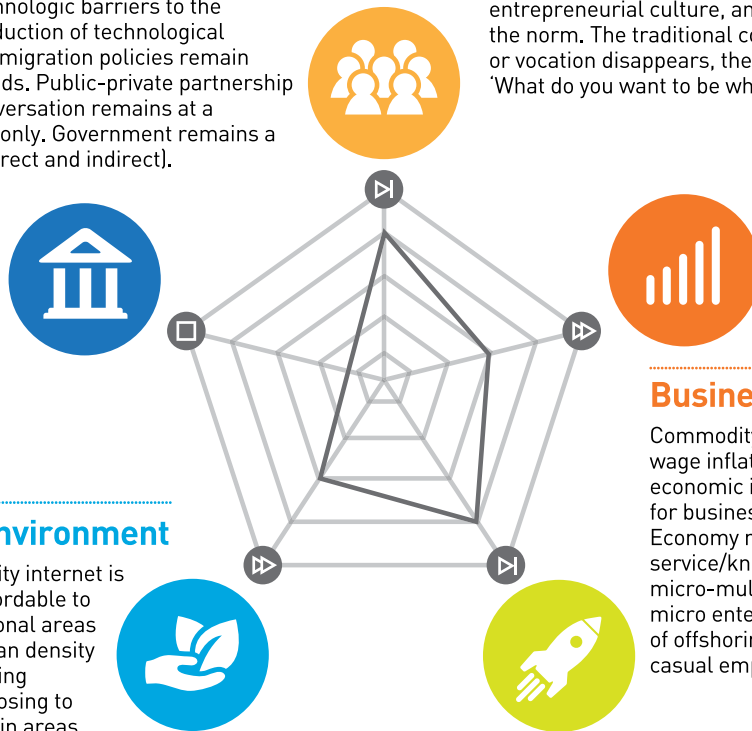 hnologic barriers to the
duction of technological
migration policies remain
ds. Public-private partnership
versation remains at a
only. Government remains a
rect and indirect).
entrepreneurial culture, an
the norm. The traditional co
or vocation disappears, the
‘What do you want to be wh
Busine
Commodity
wage inflat
economic i
for busines
Economy r
service/kn
micro-mul
micro ente
of offshorin
casual emp
nvironment
ity internet is
ordable to
onal areas
an density
ing
osing to
in areas